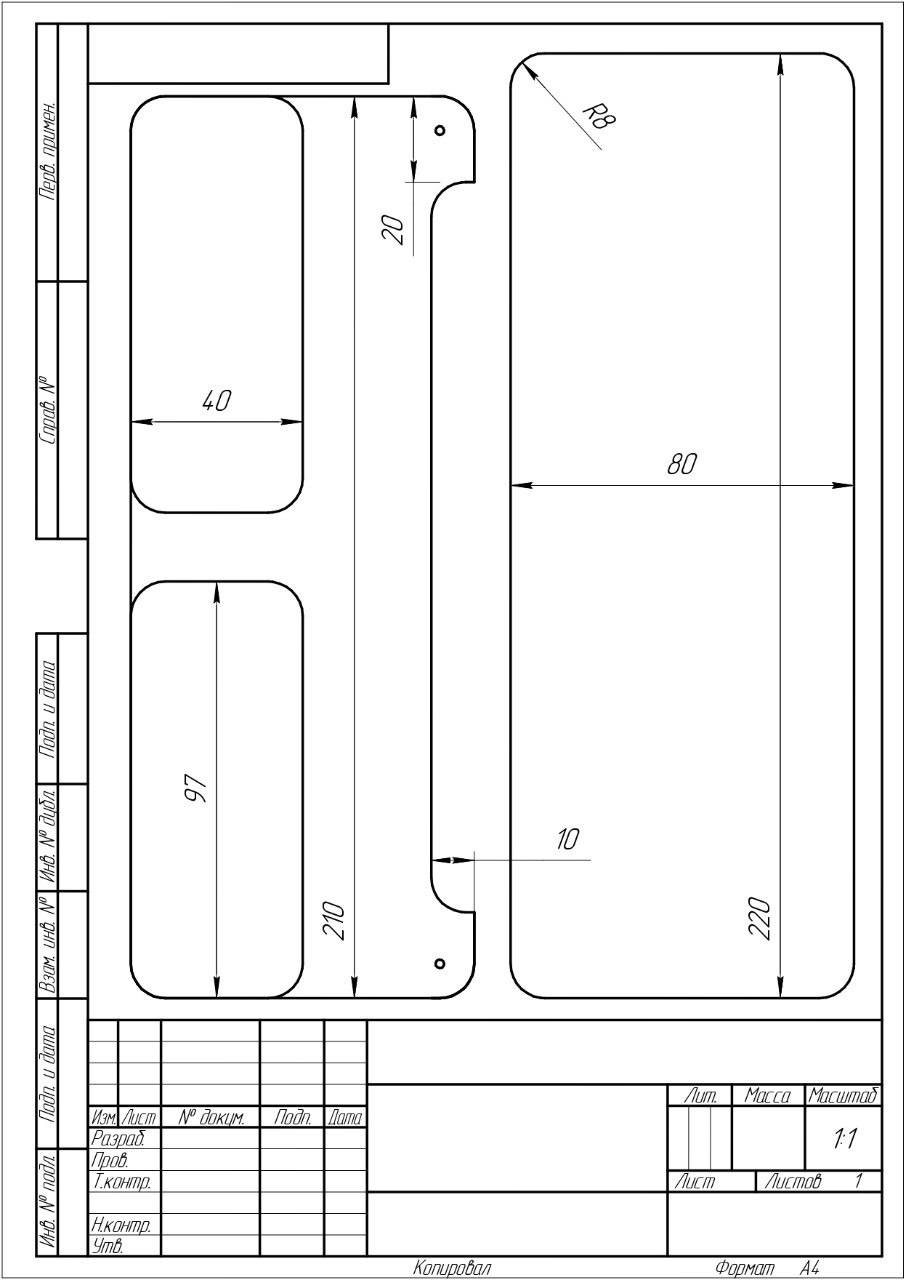 Перв. примен.
Справ. №
Подп. и дата
Инв. № дубл.
Взам. инв. №
Подп. и дата
Инв. № подл.
R8
20
40
80
97
10
210
220
Изм. Лист № докум. Подп. Дата
Разраб.
Пров.
Т.контр.
Н.контр.
Утв.
Лит. Масса Масштаб
1:1
Лист Листов 1
Копировал Формат A4